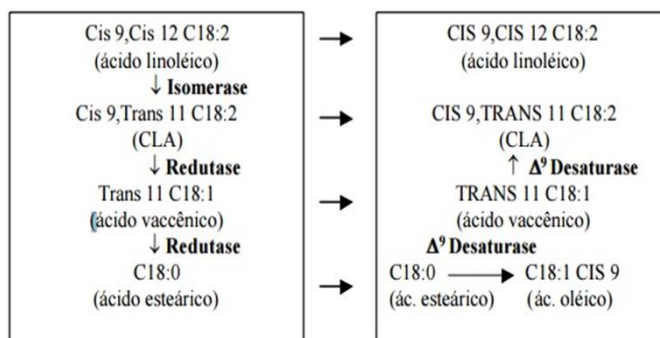 Cis 9,Cis 12 C18:2
(ácido linoléico)
↓ Isomerase
Cis 9,Trans 11 C18:2
(CLA)
↓ Redutase
Trans 11 C18:1
(ácido vaccênico)
↓ Redutase
C18:0
(ácido esteárico)
CIS 9,CIS 12 C18:2
(ácido linoléico)
CIS 9,TRANS 11 C18:2
(CLA)
↑ Δ⁹ Desaturase
TRANS 11 C18:1
(ácido vaccênico)
Δ⁹ Desaturase
C18:0 → C18:1 CIS 9
(ác. esteárico) (ác. oléico)